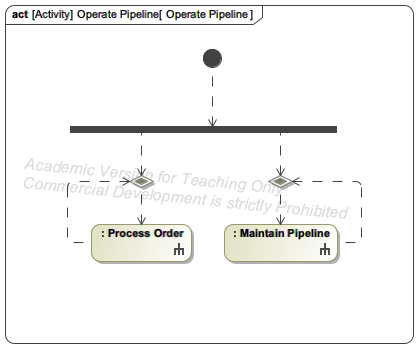 act [Activity] Operate Pipeline[ Operate Pipeline ]
Academic Version for Teaching Only
Commercial Development is strictly Prohibited
: Process Order
: Maintain Pipeline